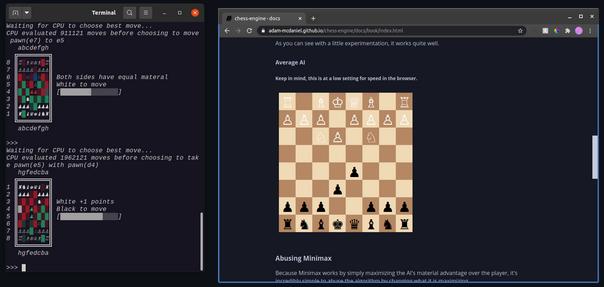 Terminal
Waiting for CPU to choose best move...
CPU evaluated 911121 moves before choosing to move
pawn(e7) to e5
abcdefgh
8
7
6 Both sides have equal materal
5 White to move
4 [ ]
3
2
1
abcdefgh
>>>
Waiting for CPU to choose best move...
CPU evaluated 1962121 moves before choosing to tak
e pawn(e5) with pawn(d4)
hgfedcba
1
2
3 White +1 points
4 Black to move
5 [ ]
6
7
8
hgfedcba
>>>
docs - chess-engine
adam-mcdaniel.github.io/chess-engine/docs/book/index.html
As you can see with a little experimentation, it works quite well.
Average AI
Keep in mind, this is at a low setting for speed in the browser.
Abusing Minimax
Because Minimax works by simply maximizing the AI's material advantage over the player, it's
incredibly simple to abuse the algorithm by changing what it is maximizing.